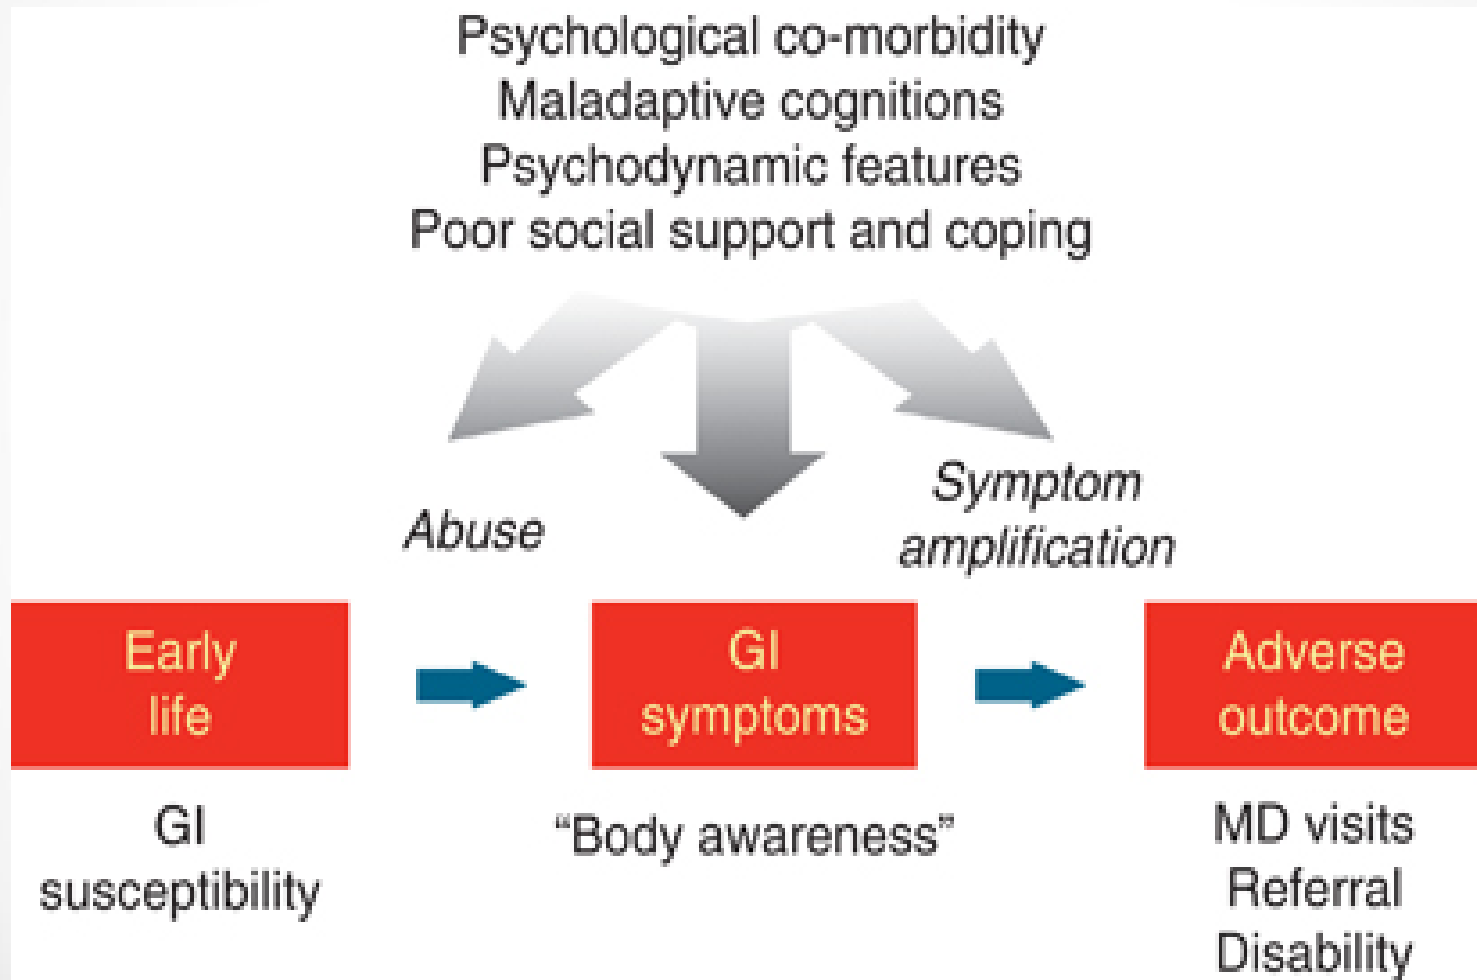 Psychological co-morbidity
Maladaptive cognitions
Psychodynamic features
Poor social support and coping
Abuse
Symptom
amplification
Early
life
GI
symptoms
Adverse
outcome
GI
susceptibility
“Body awareness”
MD visits
Referral
Disability